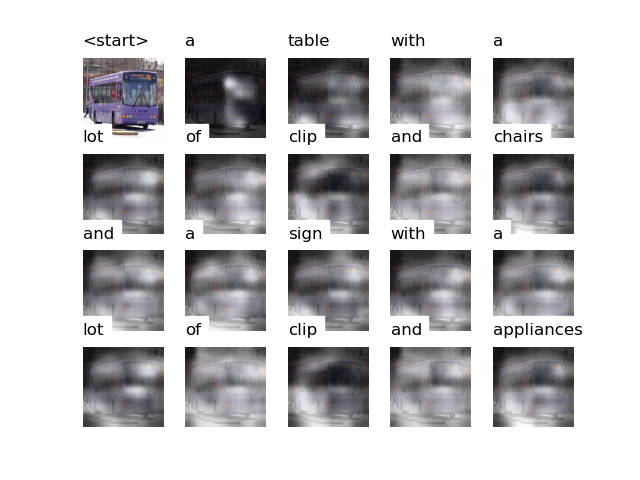 <start> a table with a
lot of clip and chairs
and a sign with a
lot of clip and appliances